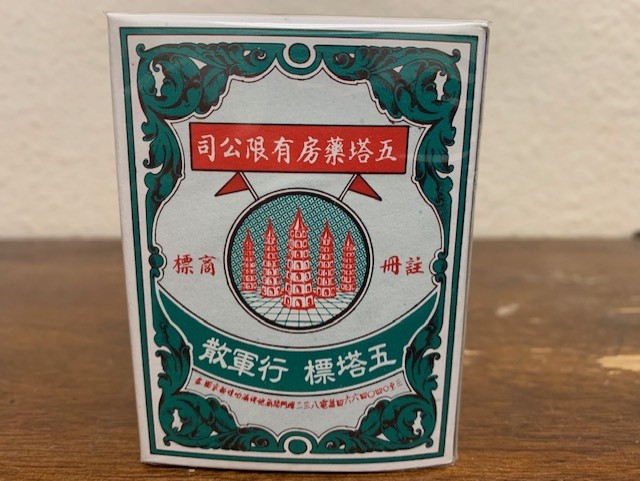 五塔藥房有限公司
註冊 商標
五塔標 行軍散